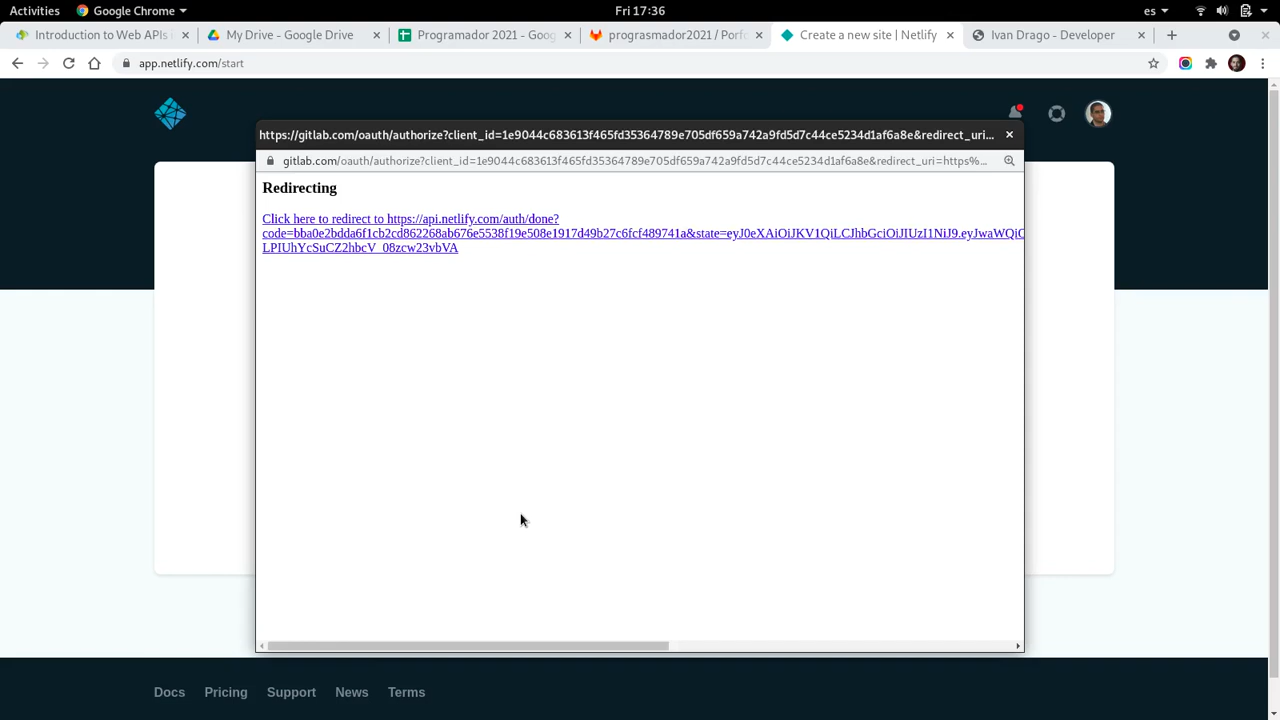 Activities
Google Chrome
Fri 17:36
es
Introduction to Web APIs i
My Drive - Google Drive
Programador 2021 - Goog
prograsmador2021 / Porfo
Create a new site | Netlify
Ivan Drago - Developer
app.netlify.com/start
https://gitlab.com/oauth/authorize?client_id=1e9044c683613f465fd35364789e705df659a742a9fd5d7c44ce5234d1af6a8e&redirect_uri...
gitlab.com/oauth/authorize?client_id=1e9044c683613f465fd35364789e705df659a742a9fd5d7c44ce5234d1af6a8e&redirect_uri=https%...
Redirecting
Click here to redirect to https://api.netlify.com/auth/done?
code=bba0e2bdda6f1cb2cd862268ab676e5538f19e508e1917d49b27c6fcf489741a&state=eyJ0eXAiOiJKV1QiLCJhbGciOiJIUzI1NiJ9.eyJwaWQiO
LPIUhYcSuCZ2hbcV_08zcw23vbVA
Docs Pricing Support News Terms